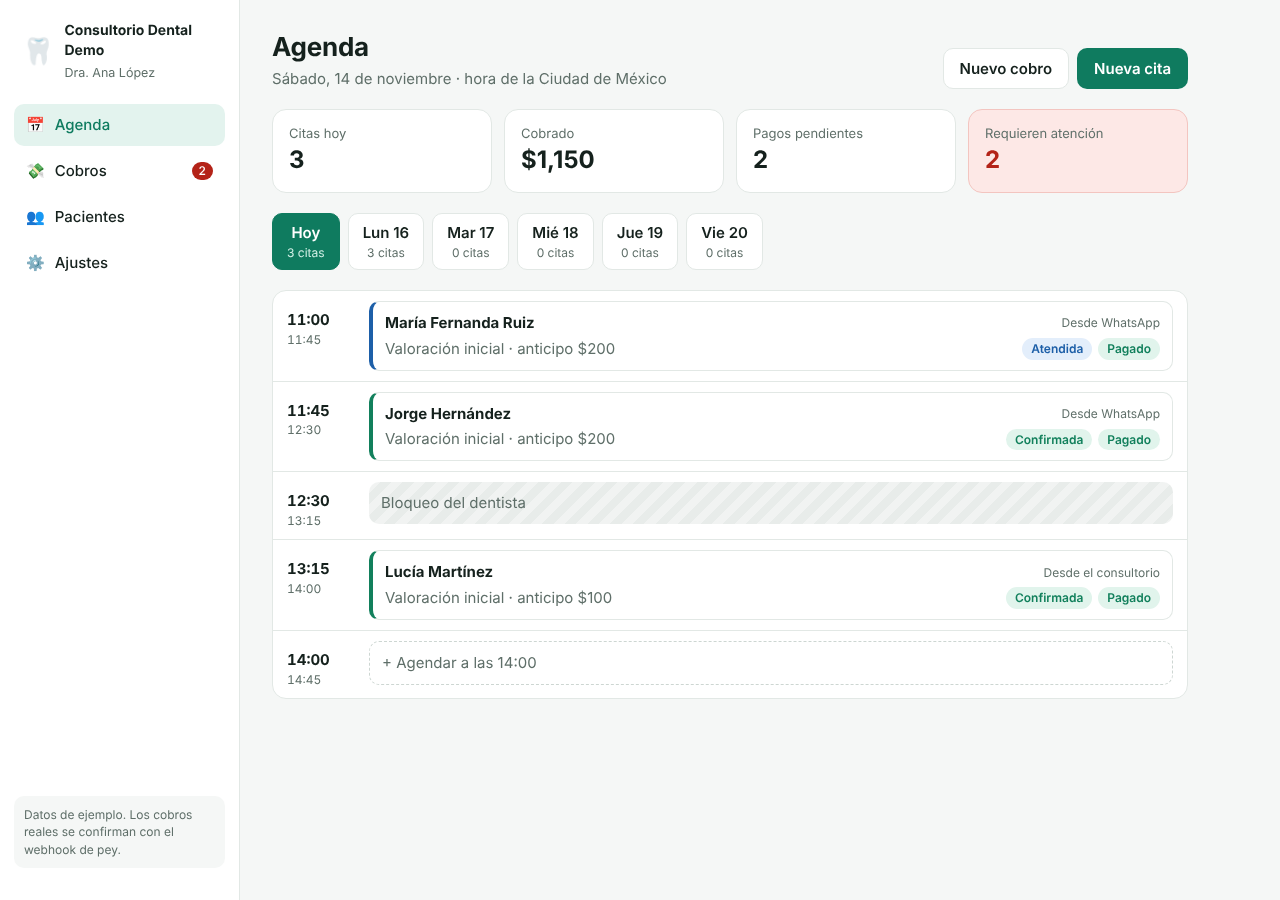 Consultorio Dental
Demo
Dra. Ana López
Agenda
Cobros
2
Pacientes
Ajustes
Datos de ejemplo. Los cobros
reales se confirman con el
webhook de pey.
Agenda
Sábado, 14 de noviembre · hora de la Ciudad de México
Nuevo cobro
Nueva cita
Citas hoy
3
Cobrado
$1,150
Pagos pendientes
2
Requieren atención
2
Hoy
3 citas
Lun 16
3 citas
Mar 17
0 citas
Mié 18
0 citas
Jue 19
0 citas
Vie 20
0 citas
11:00
11:45
María Fernanda Ruiz
Valoración inicial · anticipo $200
Desde WhatsApp
Atendida
Pagado
11:45
12:30
Jorge Hernández
Valoración inicial · anticipo $200
Desde WhatsApp
Confirmada
Pagado
12:30
13:15
Bloqueo del dentista
13:15
14:00
Lucía Martínez
Valoración inicial · anticipo $100
Desde el consultorio
Confirmada
Pagado
14:00
14:45
+ Agendar a las 14:00